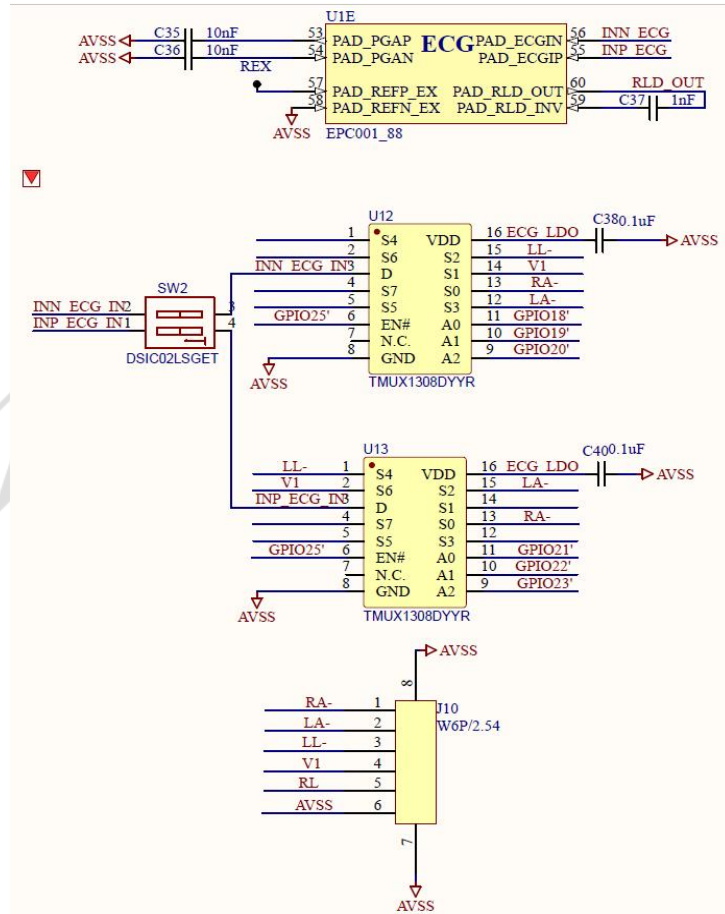 U1E
C35 10nF 53 PAD_PGAP ECG PAD_ECGIN 56 INN_ECG
AVSS
C36 10nF 54 PAD_PGAN PAD_ECGIP 55 INP_ECG
AVSS
REX
57 PAD_REFP_EX PAD_RLD_OUT 60 RLD_OUT
58 PAD_REFN_EX PAD_RLD_INV 59 C37 1nF
AVSS
EPC001_88
U12
1 S4 VDD 16 ECG_LDO C38 0.1uF AVSS
2 S6 S2 15 LL-
INN_ECG_IN 3 D S1 14 V1
4 S7 S0 13 RA-
5 S5 S3 12 LA-
GPIO25' 6 EN# A0 11 GPIO18'
7 N.C. A1 10 GPIO19'
8 GND A2 9 GPIO20'
AVSS
TMUX1308DYYR
SW2
INN_ECG_IN 2 3
INP_ECG_IN 1 4
DSIC02LSGET
U13
LL- 1 S4 VDD 16 ECG_LDO C40 0.1uF AVSS
V1 2 S6 S2 15 LA-
INP_ECG_IN 3 D S1 14
4 S7 S0 13 RA-
5 S5 S3 12
GPIO25' 6 EN# A0 11 GPIO21'
7 N.C. A1 10 GPIO22'
8 GND A2 9 GPIO23'
AVSS
TMUX1308DYYR
AVSS
8
RA- 1 J10
W6P/2.54
LA- 2
LL- 3
V1 4
RL 5
AVSS 6
7
AVSS